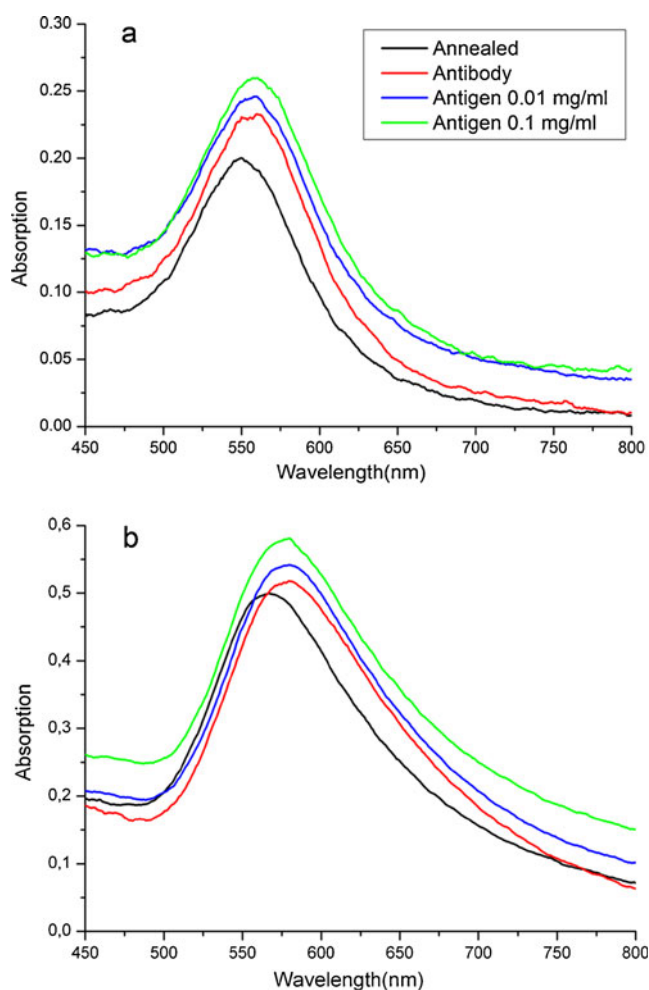 0.30
a
Annealed
Antibody
Antigen 0.01 mg/ml
Antigen 0.1 mg/ml
0.25
0.20
0.15
0.10
0.05
0.00
Absorption
450 500 550 600 650 700 750 800
Wavelength(nm)
0,6
b
0,5
0,4
0,3
0,2
0,1
0,0
Absorption
450 500 550 600 650 700 750 800
Wavelength(nm)